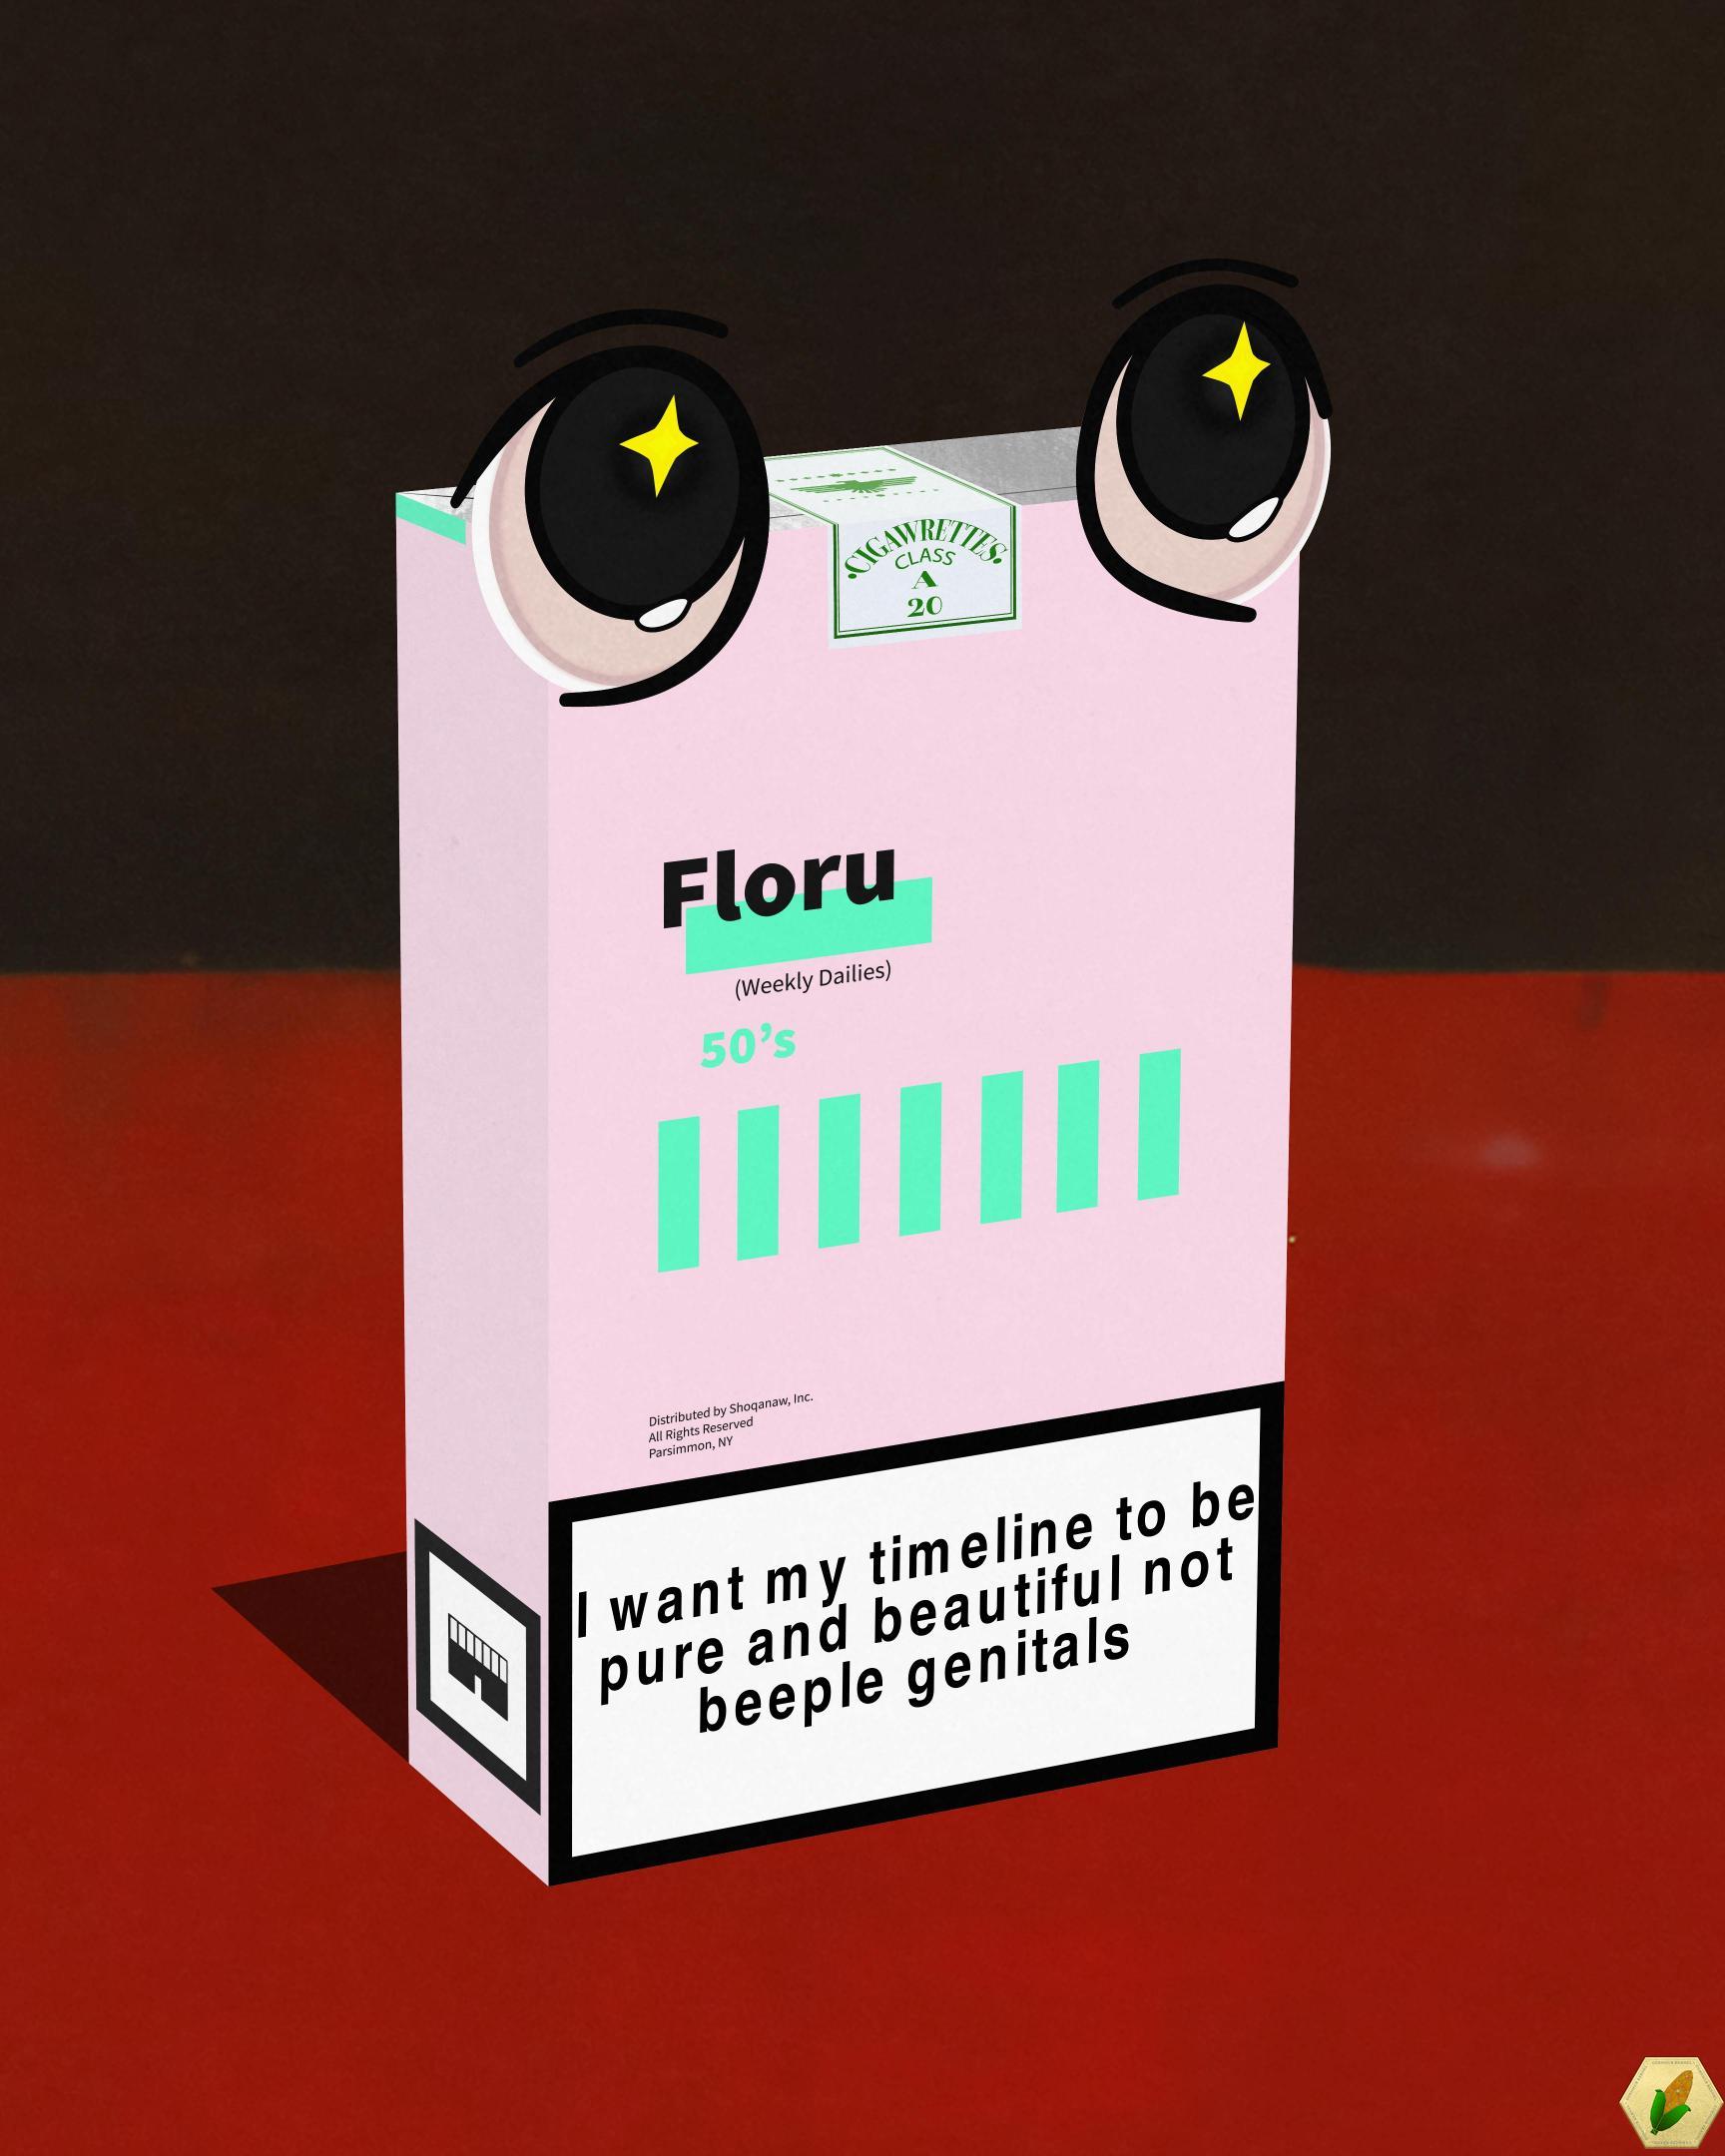 CIGAWRETTES
CLASS
A
20
Floru
(Weekly Dailies)
50's
Distributed by Shoqanaw, Inc.
All Rights Reserved
Parsimmon, NY
I want my timeline to be
pure and beautiful not
beeple genitals